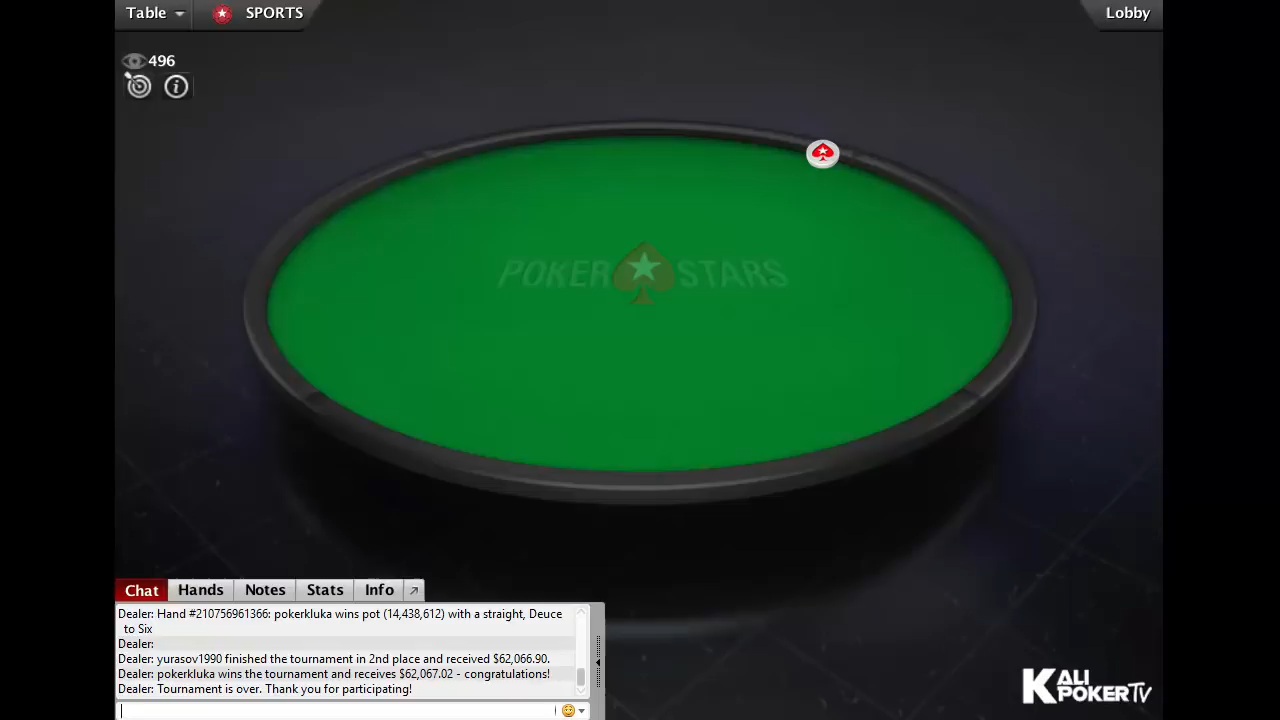 Table
SPORTS
Lobby
496
POKER STARS
Chat
Hands
Notes
Stats
Info
Dealer: Hand #210756961366: pokerkluka wins pot (14,438,612) with a straight, Deuce
to Six
Dealer:
Dealer: yurasov1990 finished the tournament in 2nd place and received $62,066.90.
Dealer: pokerkluka wins the tournament and receives $62,067.02 - congratulations!
Dealer: Tournament is over. Thank you for participating!
KALI
POKERTV